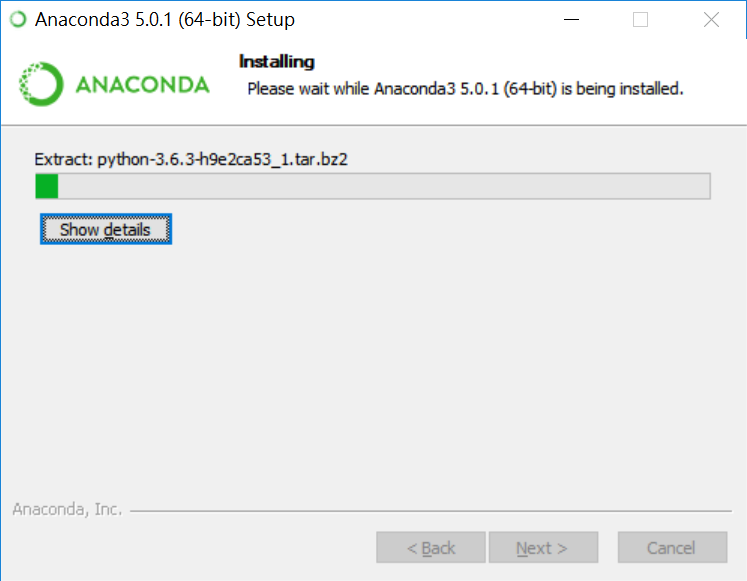 Anaconda3 5.0.1 (64-bit) Setup
ANACONDA
Installing
Please wait while Anaconda3 5.0.1 (64-bit) is being installed.
Extract: python-3.6.3-h9e2ca53_1.tar.bz2
Show details
Anaconda, Inc.
< Back Next > Cancel